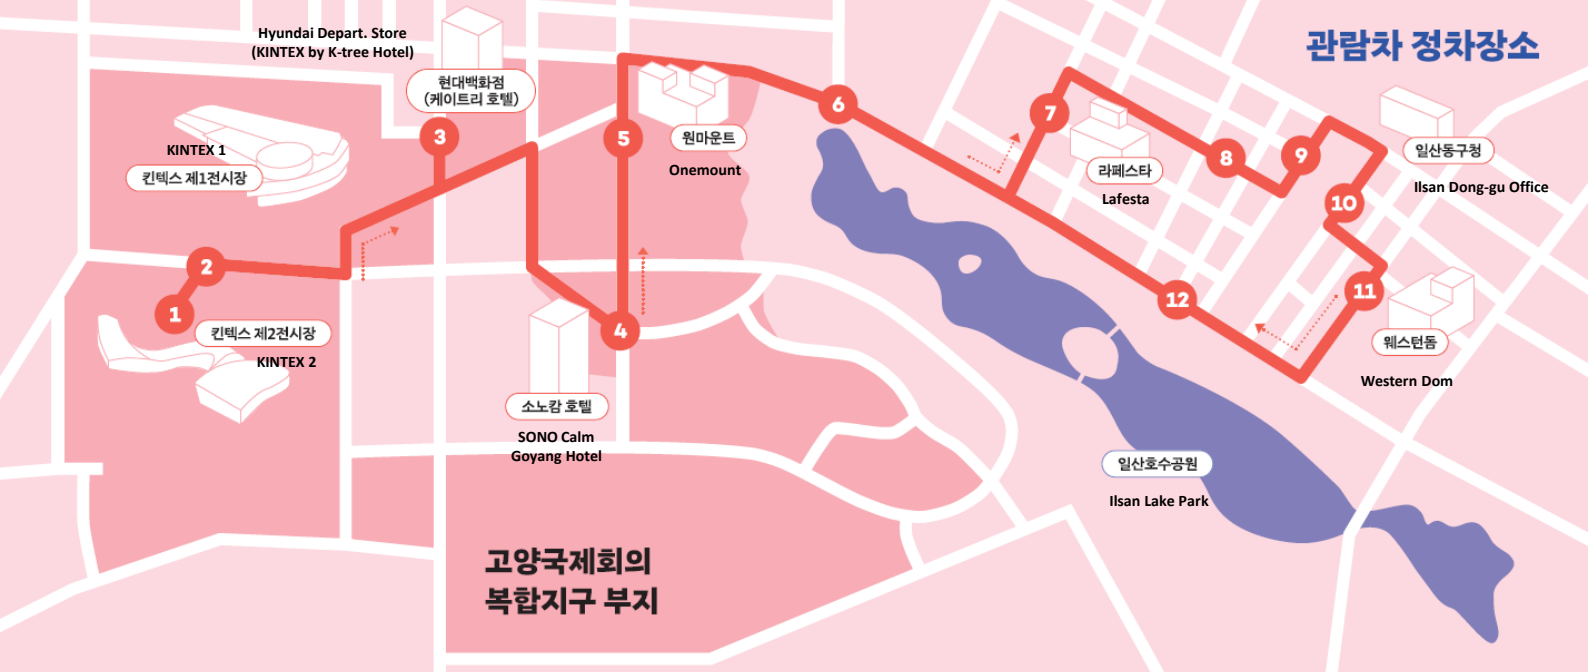 관람차 정차장소
Hyundai Depart. Store
(KINTEX by K-tree Hotel)
현대백화점
(케이트리 호텔)
3
KINTEX 1
킨텍스 제1전시장
2
1
킨텍스 제2전시장
KINTEX 2
5
원마운트
Onemount
4
소노캄 호텔
SONO Calm
Goyang Hotel
6
7
라페스타
Lafesta
8
9
일산동구청
Ilsan Dong-gu Office
10
11
웨스턴돔
Western Dom
12
일산호수공원
Ilsan Lake Park
고양국제회의
복합지구 부지